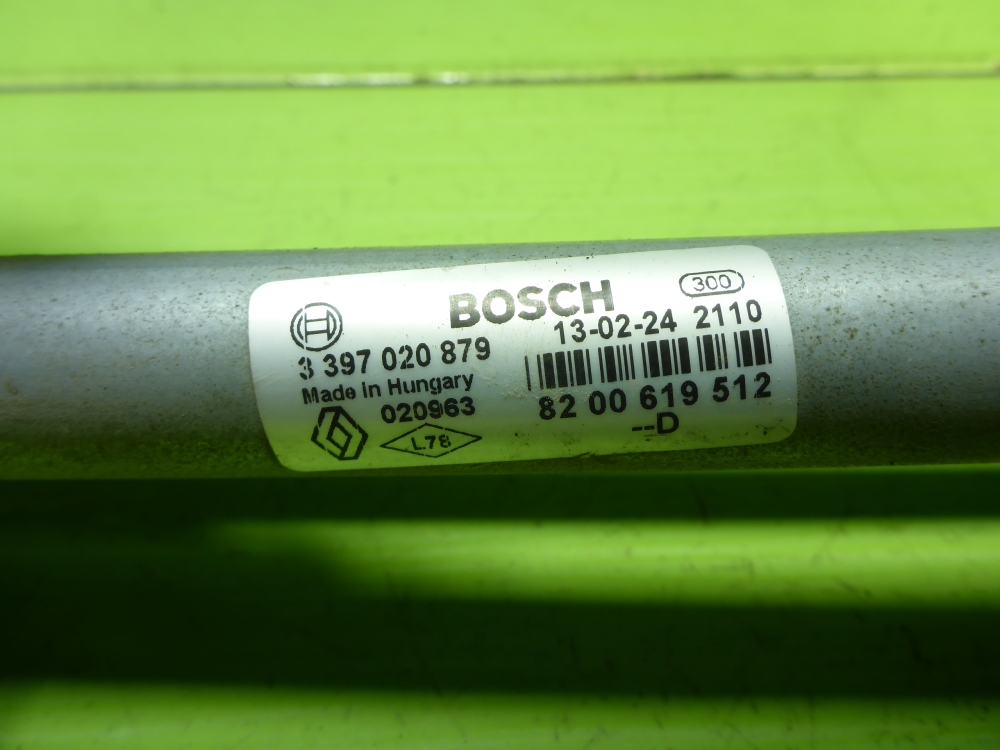 BOSCH
300
13-02-24 2110
3 397 020 879
Made in Hungary
020963
82 00 619 512
L78
--D